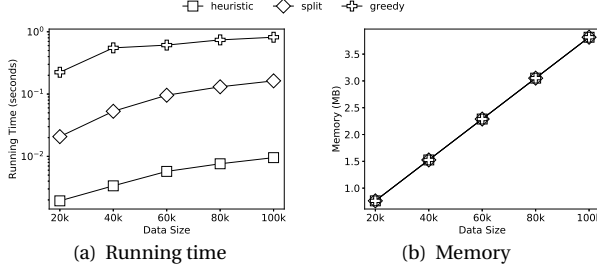 heuristic split greedy
Running Time (seconds)
10⁰
10⁻¹
10⁻²
20k 40k 60k 80k 100k
Data Size
(a) Running time
Memory (MB)
3.5
3.0
2.5
2.0
1.5
1.0
20k 40k 60k 80k 100k
Data Size
(b) Memory